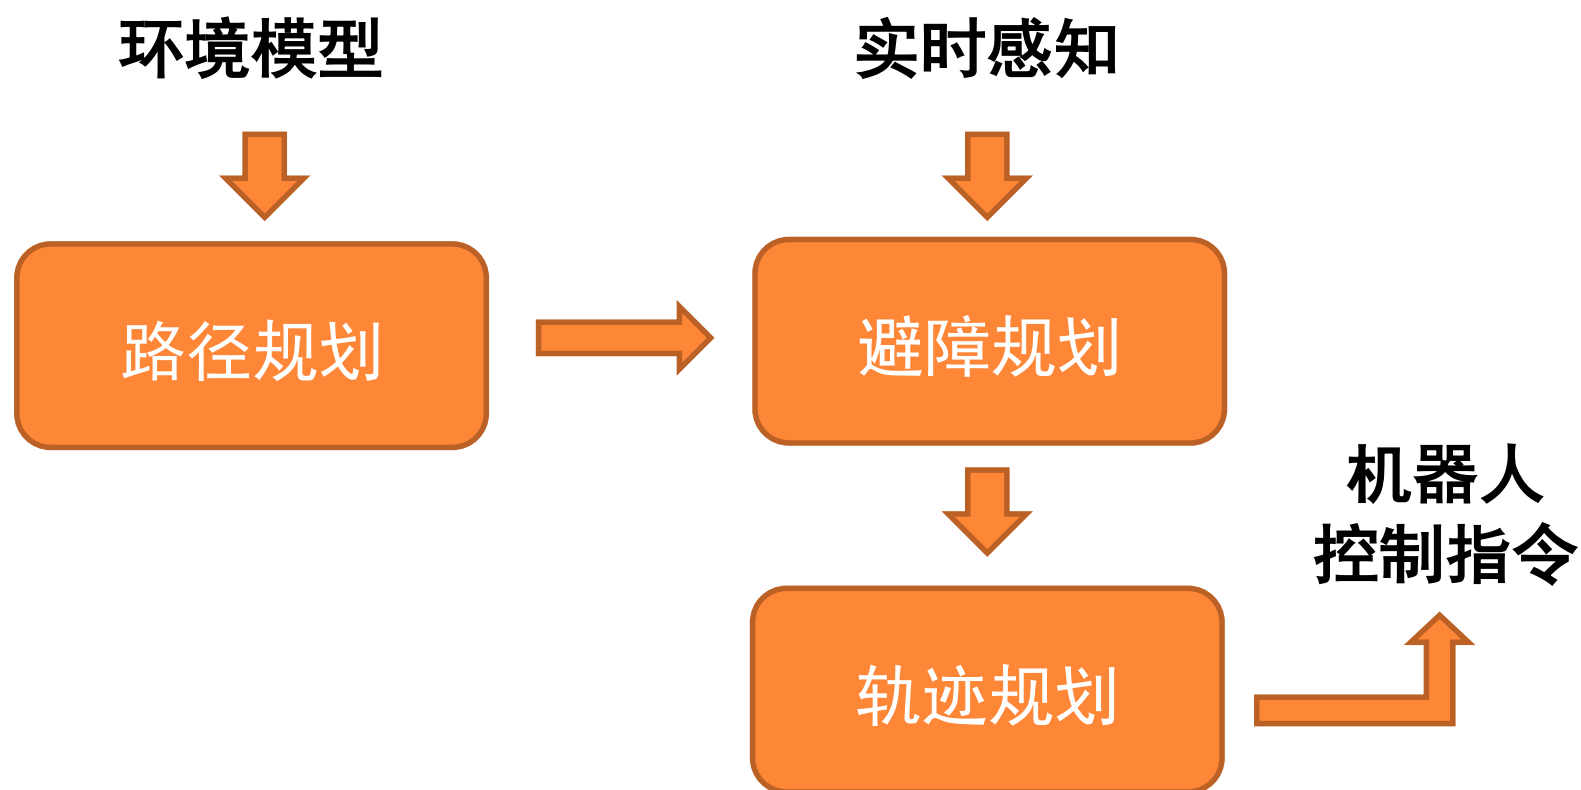 环境模型
实时感知
路径规划
避障规划
机器人
控制指令
轨迹规划